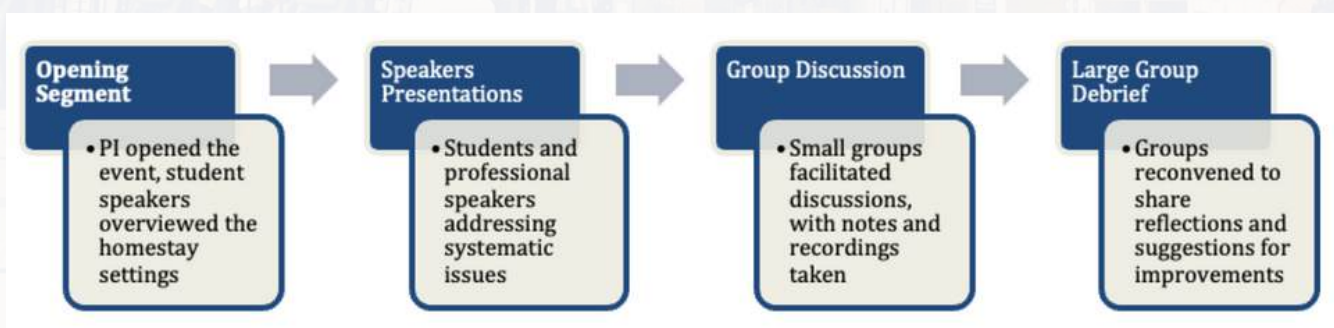 Opening
Segment
• PI opened the
event, student
speakers
overviewed the
homestay
settings
Speakers
Presentations
• Students and
professional
speakers
addressing
systematic
issues
Group Discussion
• Small groups
facilitated
discussions,
with notes and
recordings
taken
Large Group
Debrief
• Groups
reconvened to
share
reflections and
suggestions for
improvements